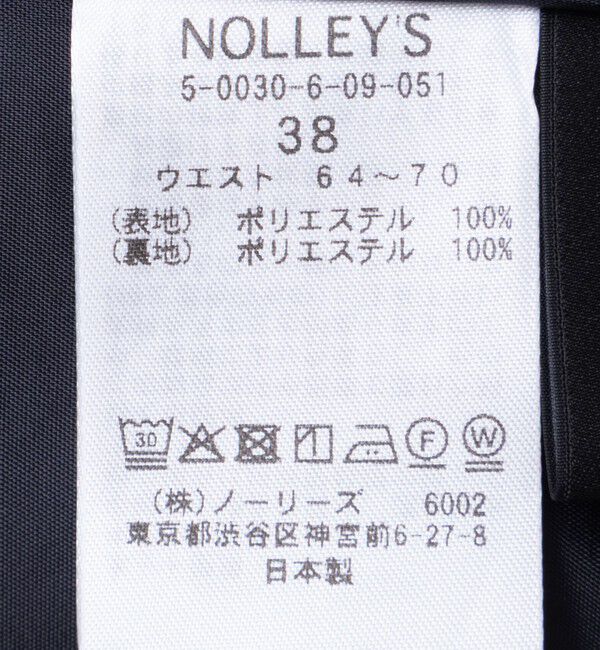 NOLLEY'S
5-0030-6-09-051
38
ウエスト 64～70
(表地) ポリエステル 100%
(裏地) ポリエステル 100%
30 F W
(株)ノーリーズ 6002
東京都渋谷区神宮前6-27-8
日本製